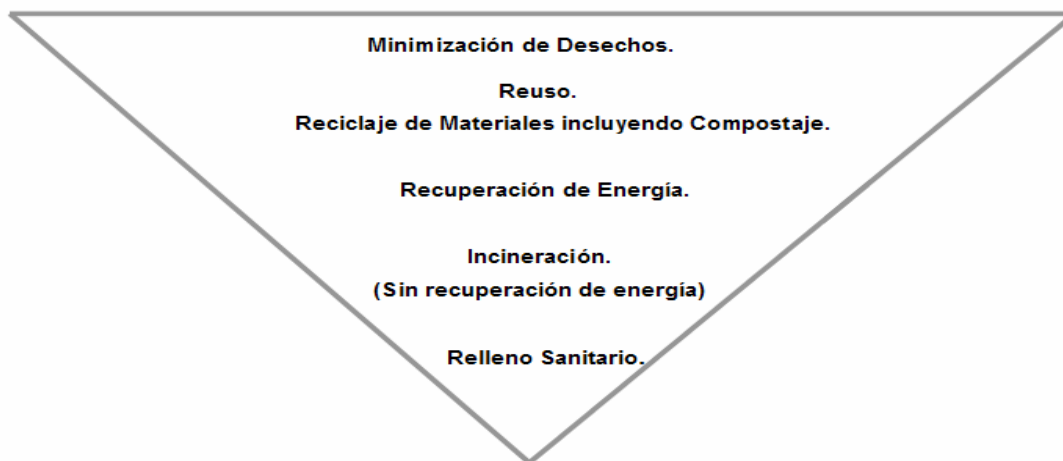 Minimización de Desechos.
Reuso.
Reciclaje de Materiales incluyendo Compostaje.
Recuperación de Energía.
Incineración.
(Sin recuperación de energía)
Relleno Sanitario.